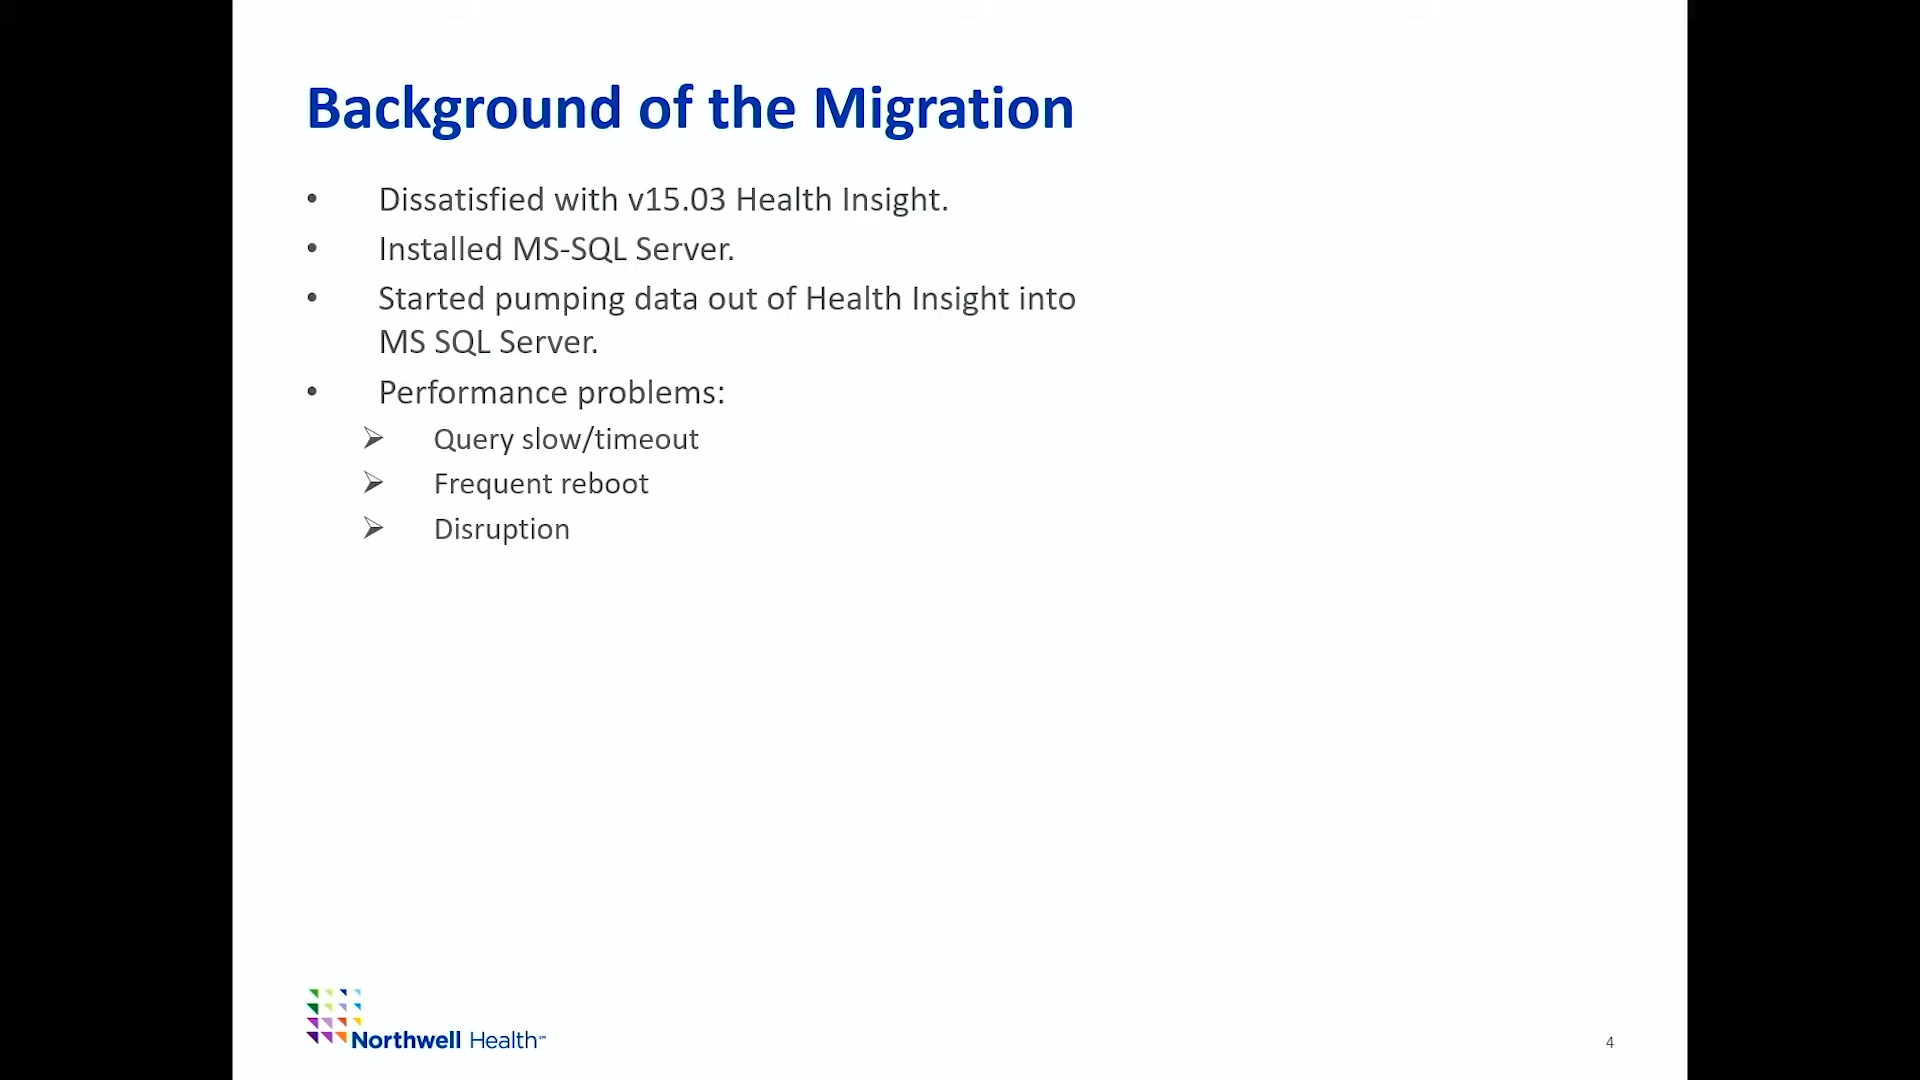 Background of the Migration
• Dissatisfied with v15.03 Health Insight.
• Installed MS-SQL Server.
• Started pumping data out of Health Insight into
MS SQL Server.
• Performance problems:
➢ Query slow/timeout
➢ Frequent reboot
➢ Disruption
Northwell Health℠
4